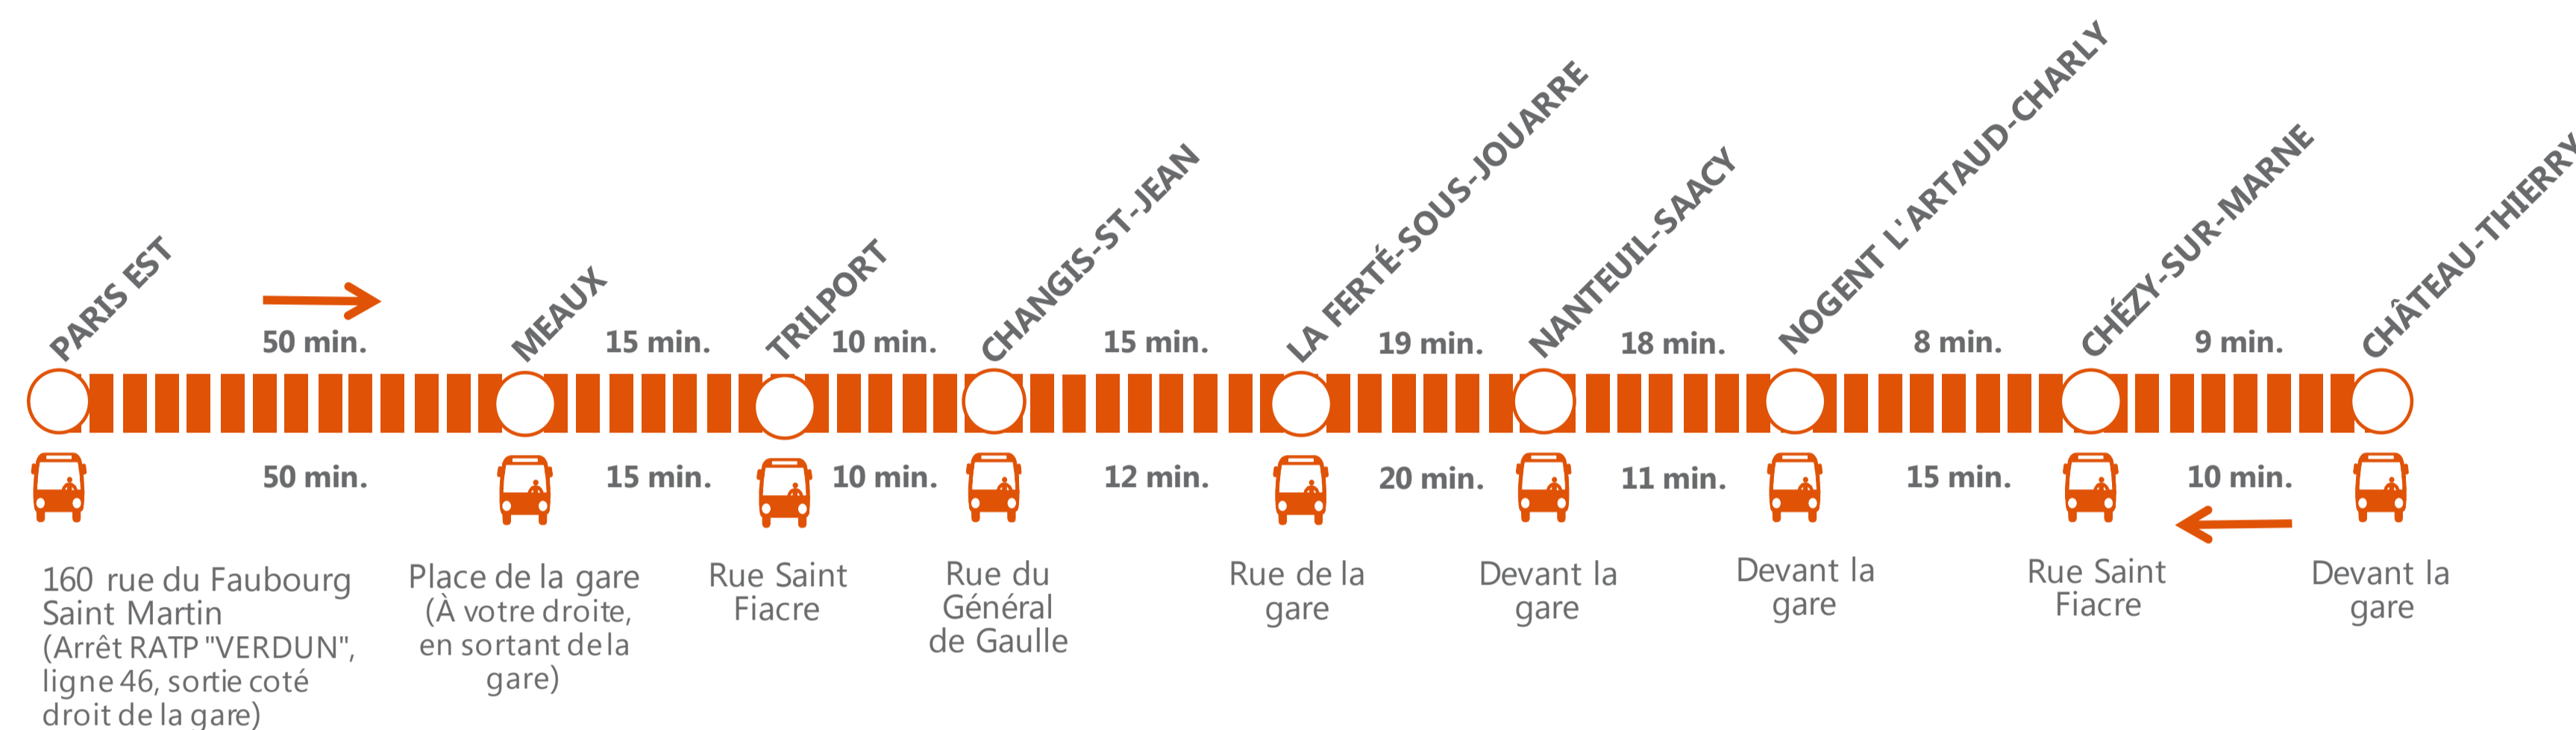 PARIS EST
MEAUX
TRILPORT
CHANGIS-ST-JEAN
LA FERTÉ-SOUS-JOUARRE
NANTEUIL-SAACY
NOGENT L'ARTAUD-CHARLY
CHÉZY-SUR-MARNE
CHÂTEAU-THIERRY
50 min.
15 min.
10 min.
15 min.
19 min.
18 min.
8 min.
9 min.
50 min.
15 min.
10 min.
12 min.
20 min.
11 min.
15 min.
10 min.
160 rue du Faubourg
Saint Martin
(Arrêt RATP "VERDUN",
ligne 46, sortie coté
droit de la gare)
Place de la gare
(À votre droite,
en sortant de la
gare)
Rue Saint
Fiacre
Rue du
Général
de Gaulle
Rue de la
gare
Devant la
gare
Devant la
gare
Rue Saint
Fiacre
Devant la
gare